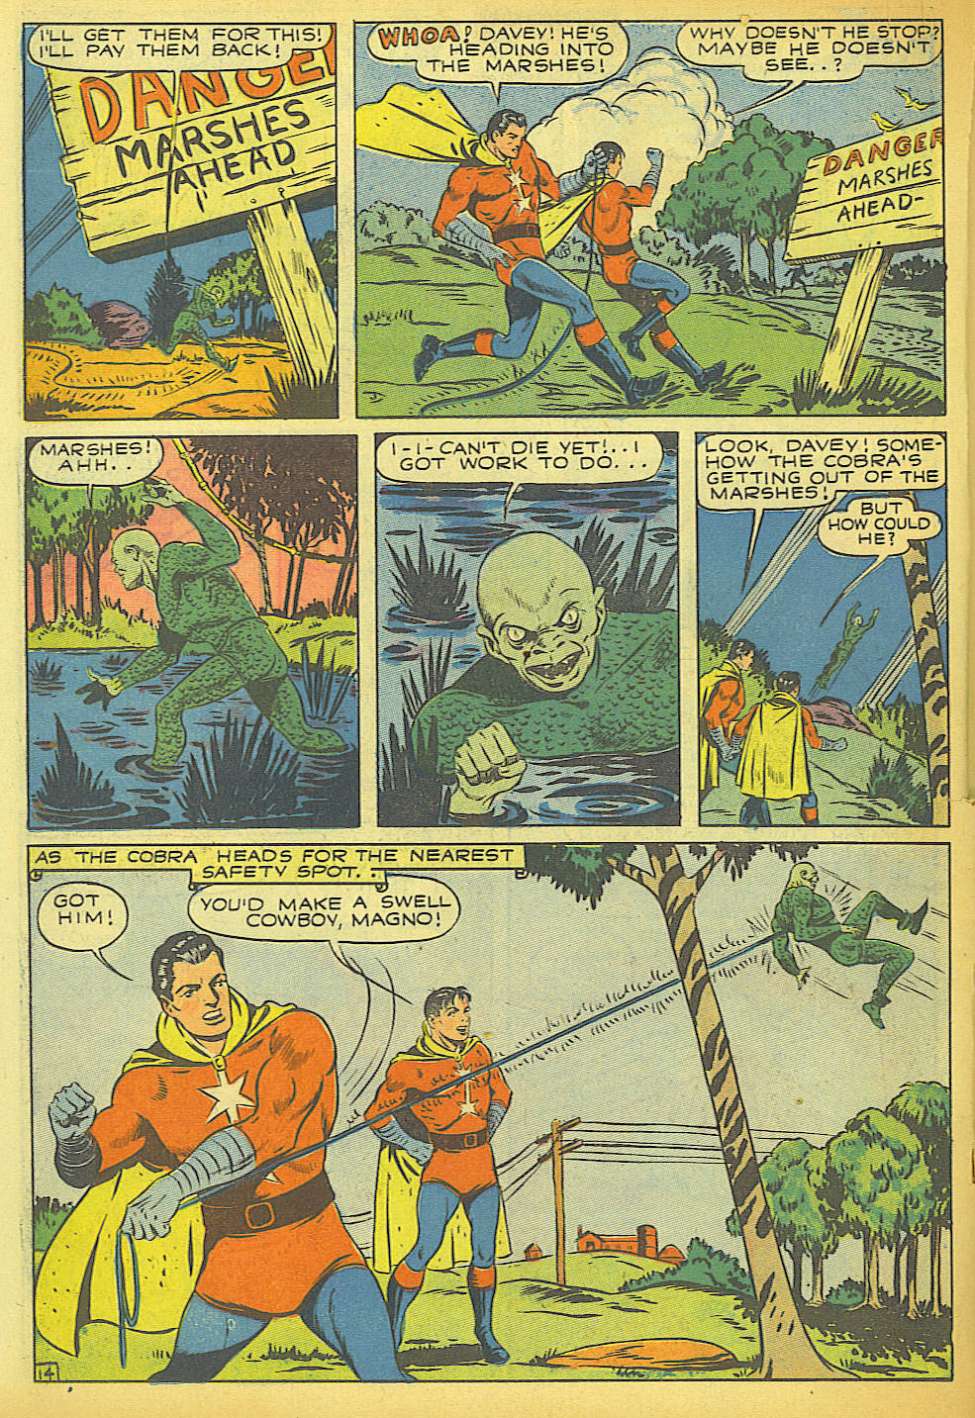 I'LL GET THEM FOR THIS!
I'LL PAY THEM BACK!
DANGER
MARSHES
AHEAD
WHOA! DAVEY! HE'S
HEADING INTO
THE MARSHES!
WHY DOESN'T HE STOP?
MAYBE HE DOESN'T
SEE..?
DANGER
MARSHES
AHEAD-
MARSHES!
AHH..
I-I-CAN'T DIE YET!..I
GOT WORK TO DO...
LOOK, DAVEY! SOME-
HOW THE COBRA'S
GETTING OUT OF THE
MARSHES!
BUT
HOW COULD
HE?
AS THE COBRA HEADS FOR THE NEAREST
SAFETY SPOT..
GOT
HIM!
YOU'D MAKE A SWELL
COWBOY, MAGNO!
14